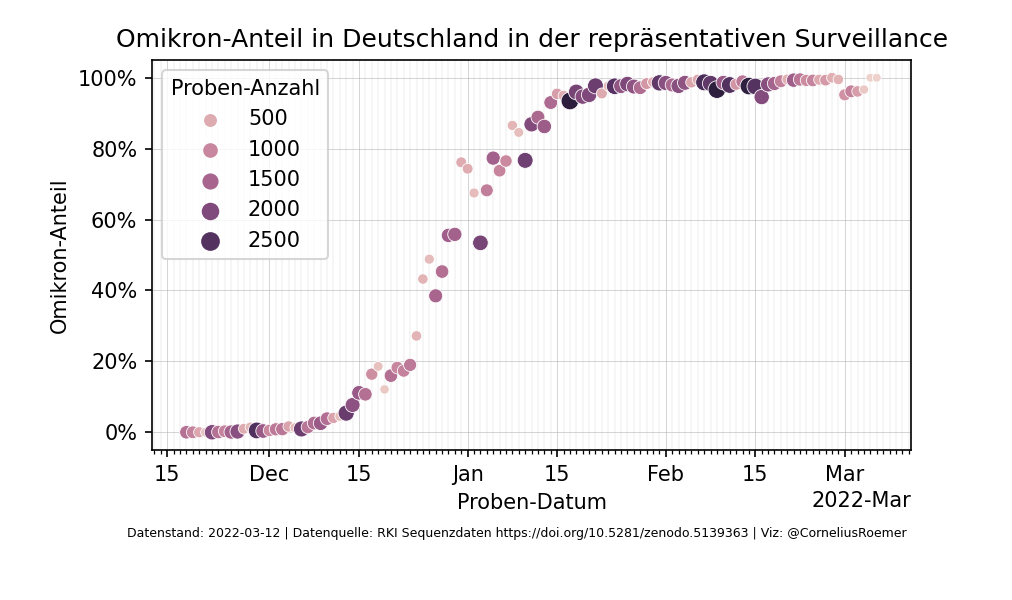 Omikron-Anteil in Deutschland in der repräsentativen Surveillance
Omikron-Anteil
100%
80%
60%
40%
20%
0%
Proben-Anzahl
500
1000
1500
2000
2500
15 Dec 15 Jan 15 Feb 15 Mar
Proben-Datum
2022-Mar
Datenstand: 2022-03-12 | Datenquelle: RKI Sequenzdaten https://doi.org/10.5281/zenodo.5139363 | Viz: @CorneliusRoemer